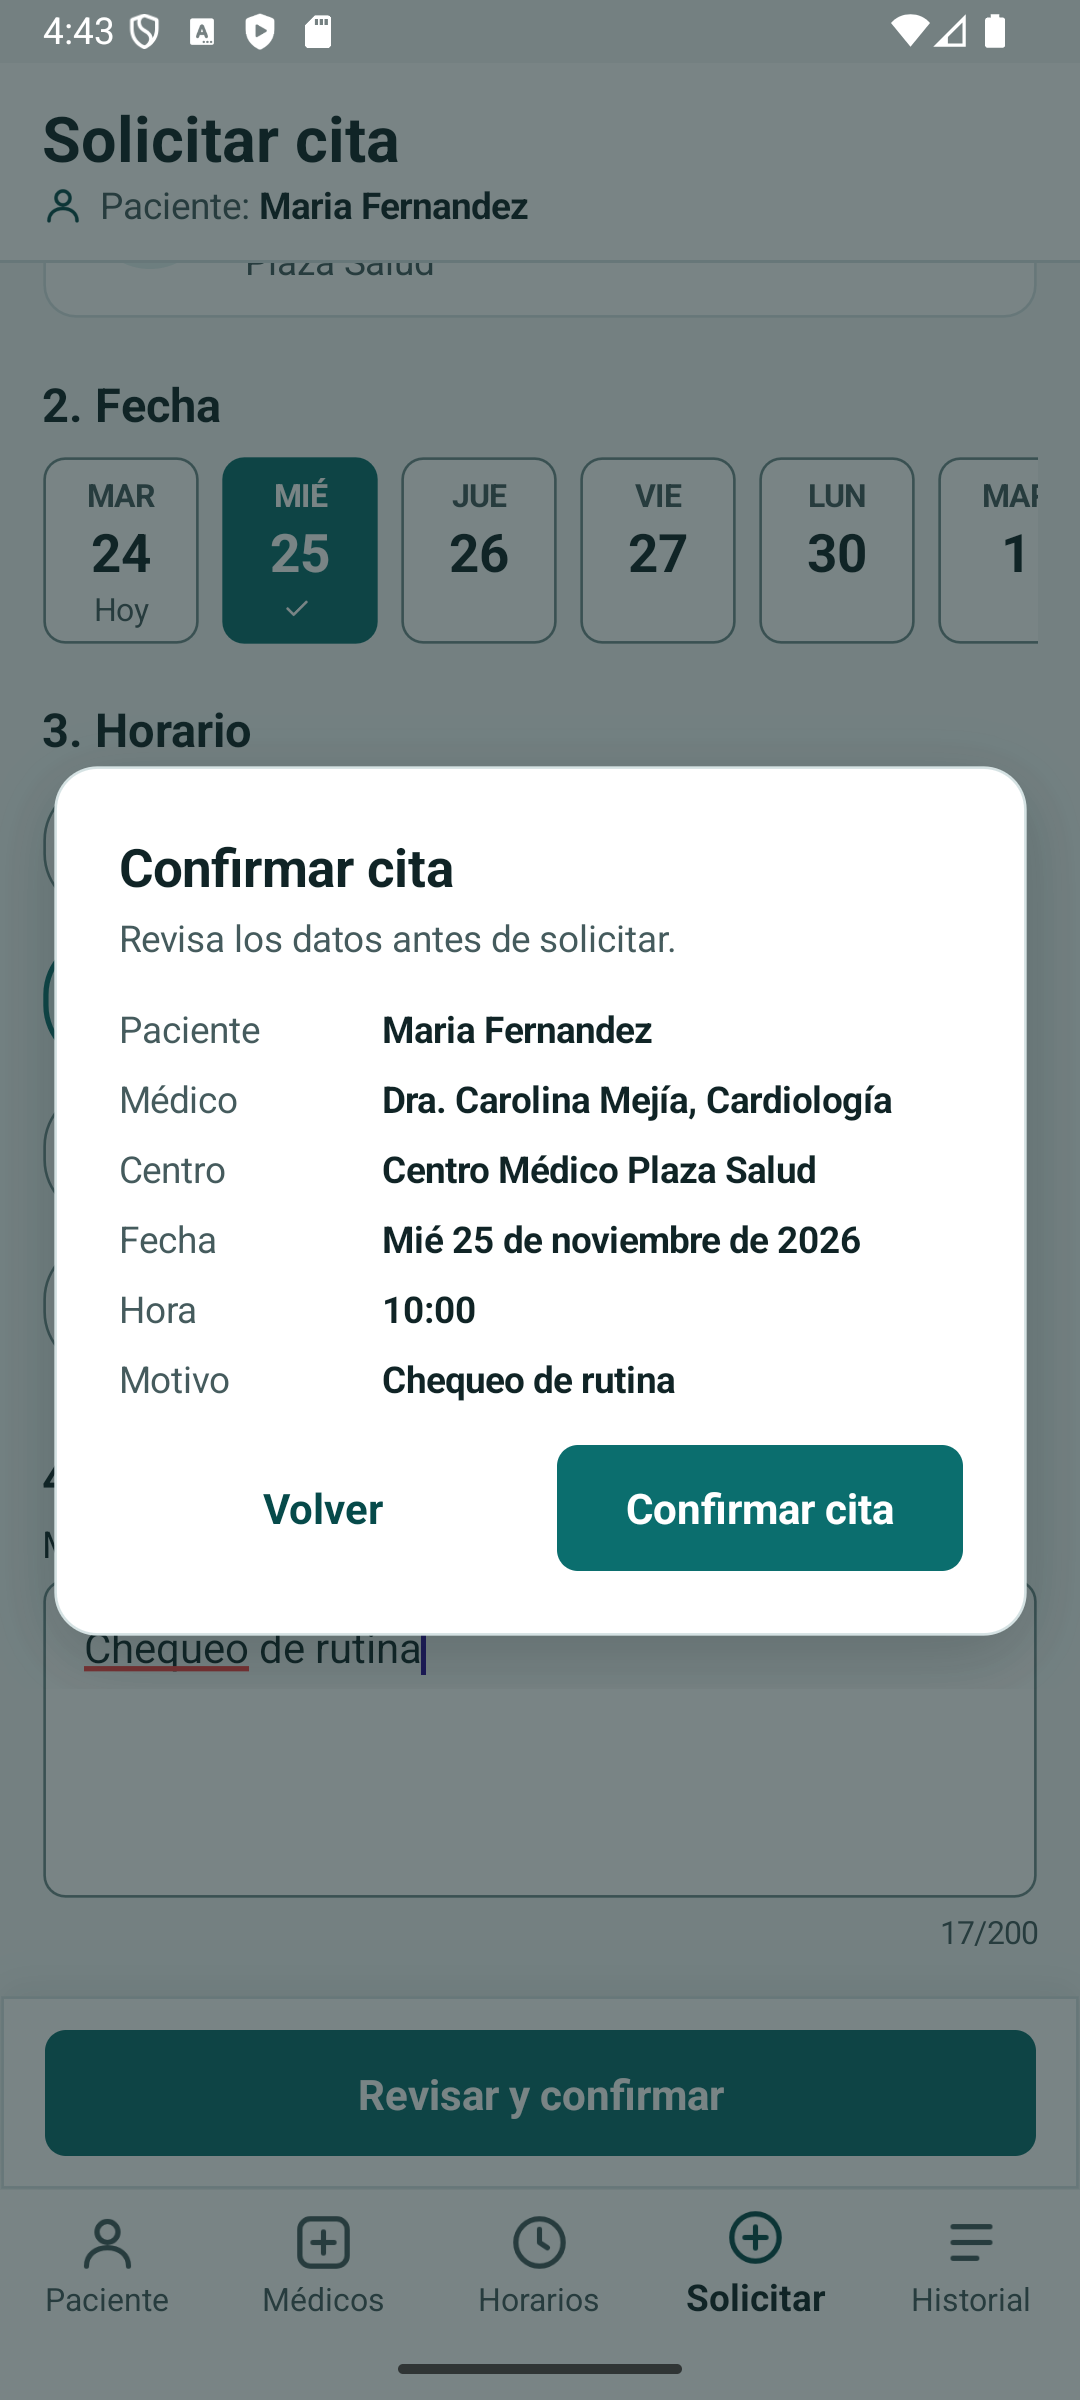 4:43
Solicitar cita
Paciente: Maria Fernandez
Plaza Salud
2. Fecha
MAR
24
Hoy
MIÉ
25
JUE
26
VIE
27
LUN
30
MAR
1
3. Horario
Confirmar cita
Revisa los datos antes de solicitar.
Paciente Maria Fernandez
Médico Dra. Carolina Mejía, Cardiología
Centro Centro Médico Plaza Salud
Fecha Mié 25 de noviembre de 2026
Hora 10:00
Motivo Chequeo de rutina
Volver
Confirmar cita
Chequeo de rutina
17/200
Revisar y confirmar
Paciente
Médicos
Horarios
Solicitar
Historial